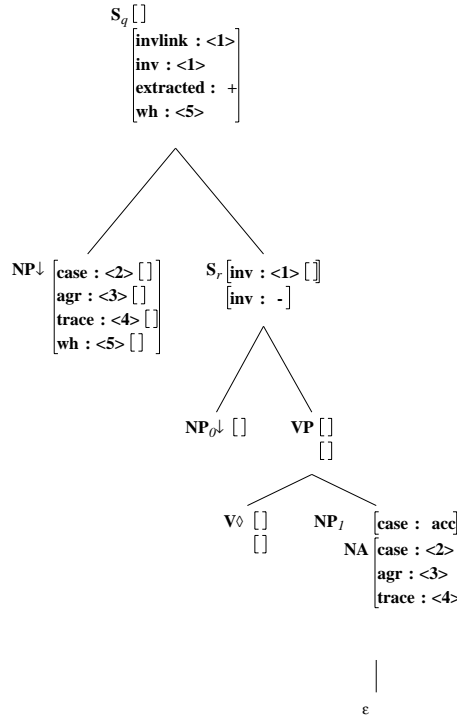 S_q []
invlink : <1>
inv : <1>
extracted : +
wh : <5>
NP↓ case : <2> []
agr : <3> []
trace : <4> []
wh : <5> []
S_r inv : <1> []
inv : -
NP_0↓ [] VP []
[]
V◊ [] NP_1 case : acc
[] NA case : <2>
agr : <3>
trace : <4>
ε